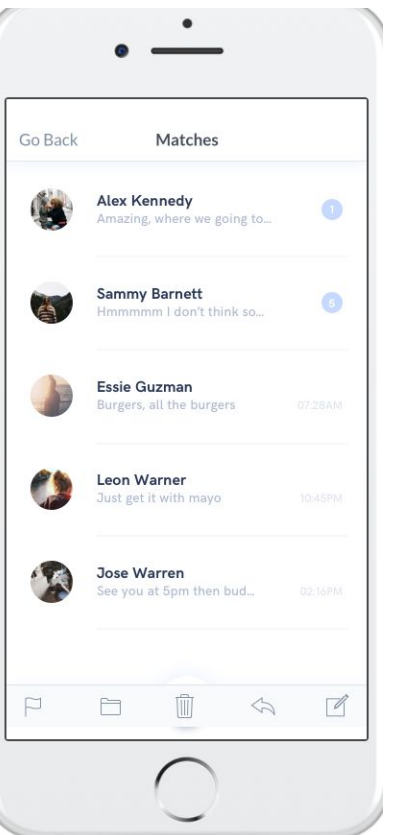 Go Back Matches
Alex Kennedy
Amazing, where we going to... 1
Sammy Barnett
Hmmmmm I don't think so... 5
Essie Guzman
Burgers, all the burgers 07:28AM
Leon Warner
Just get it with mayo 10:45PM
Jose Warren
See you at 5pm then bud... 02:16PM